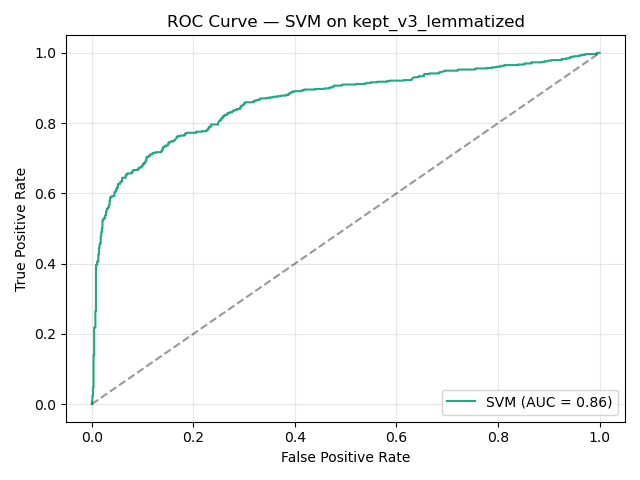 ROC Curve — SVM on kept_v3_lemmatized
True Positive Rate
1.0
0.8
0.6
0.4
0.2
0.0
0.0 0.2 0.4 0.6 0.8 1.0
False Positive Rate
SVM (AUC = 0.86)